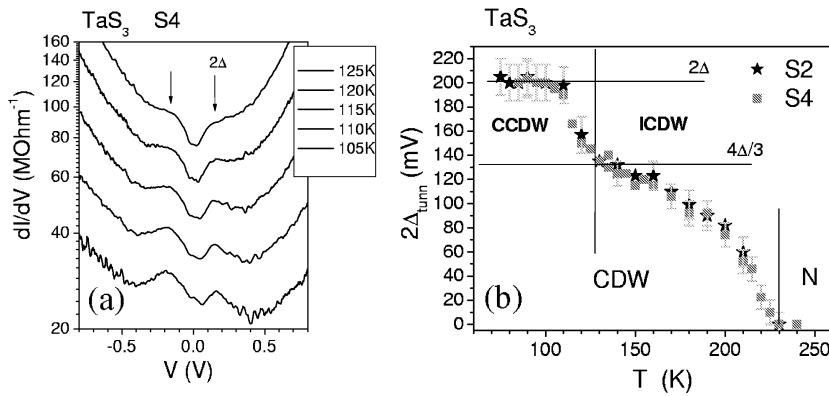 TaS3 S4
160
140
120
100
80
60
40
20
dI/dV (MOhm-1)
2Δ
125K
120K
115K
110K
105K
(a)
-0.5 0.0 0.5
V (V)
TaS3
220
200
180
160
140
120
100
80
60
40
20
0
2Δtunn (mV)
2Δ
S2
S4
CCDW ICDW
4Δ/3
CDW
N
(b)
100 150 200 250
T (K)